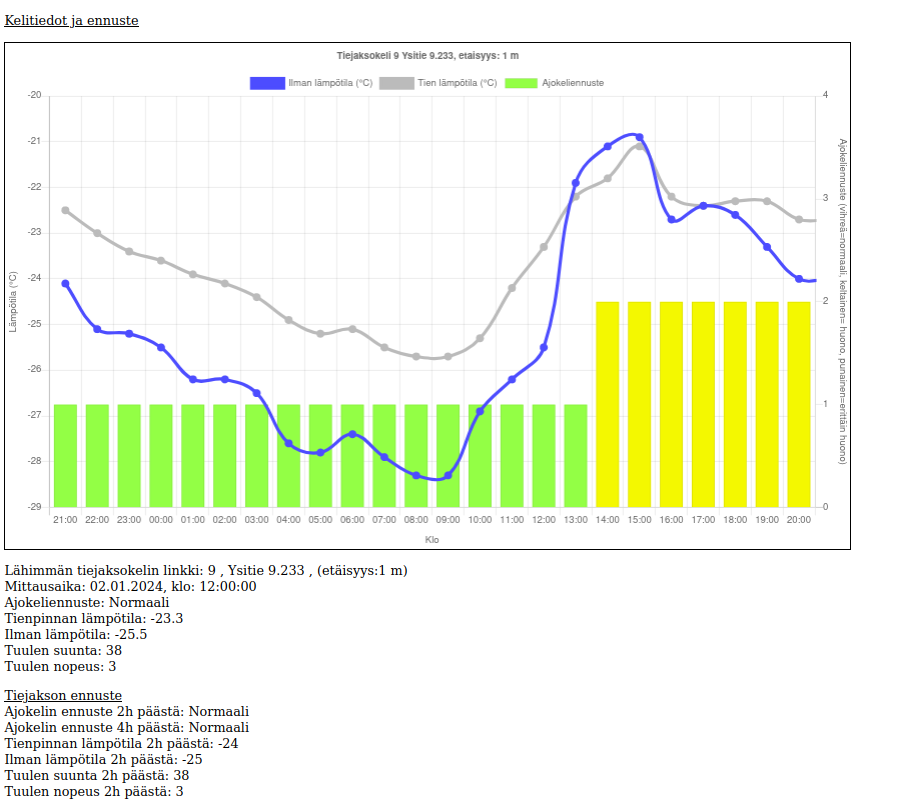 Kelitiedot ja ennuste
Tiejaksokeli 9 Ysitie 9.233, etäisyys: 1 m
Ilman lämpötila (°C) Tien lämpötila (°C) Ajokeliennuste
-20
-21
-22
-23
-24
-25
-26
-27
-28
-29
Lämpötila (°C)
4
3
2
1
0
Ajokeliennuste (vihreä=normaali, keltainen= huono, punainen=erittäin huono)
21:00 22:00 23:00 00:00 01:00 02:00 03:00 04:00 05:00 06:00 07:00 08:00 09:00 10:00 11:00 12:00 13:00 14:00 15:00 16:00 17:00 18:00 19:00 20:00
Klo
Lähimmän tiejaksokelin linkki: 9 , Ysitie 9.233 , (etäisyys:1 m)
Mittausaika: 02.01.2024, klo: 12:00:00
Ajokeliennuste: Normaali
Tienpinnan lämpötila: -23.3
Ilman lämpötila: -25.5
Tuulen suunta: 38
Tuulen nopeus: 3
Tiejakson ennuste
Ajokelin ennuste 2h päästä: Normaali
Ajokelin ennuste 4h päästä: Normaali
Tienpinnan lämpötila 2h päästä: -24
Ilman lämpötila 2h päästä: -25
Tuulen suunta 2h päästä: 38
Tuulen nopeus 2h päästä: 3